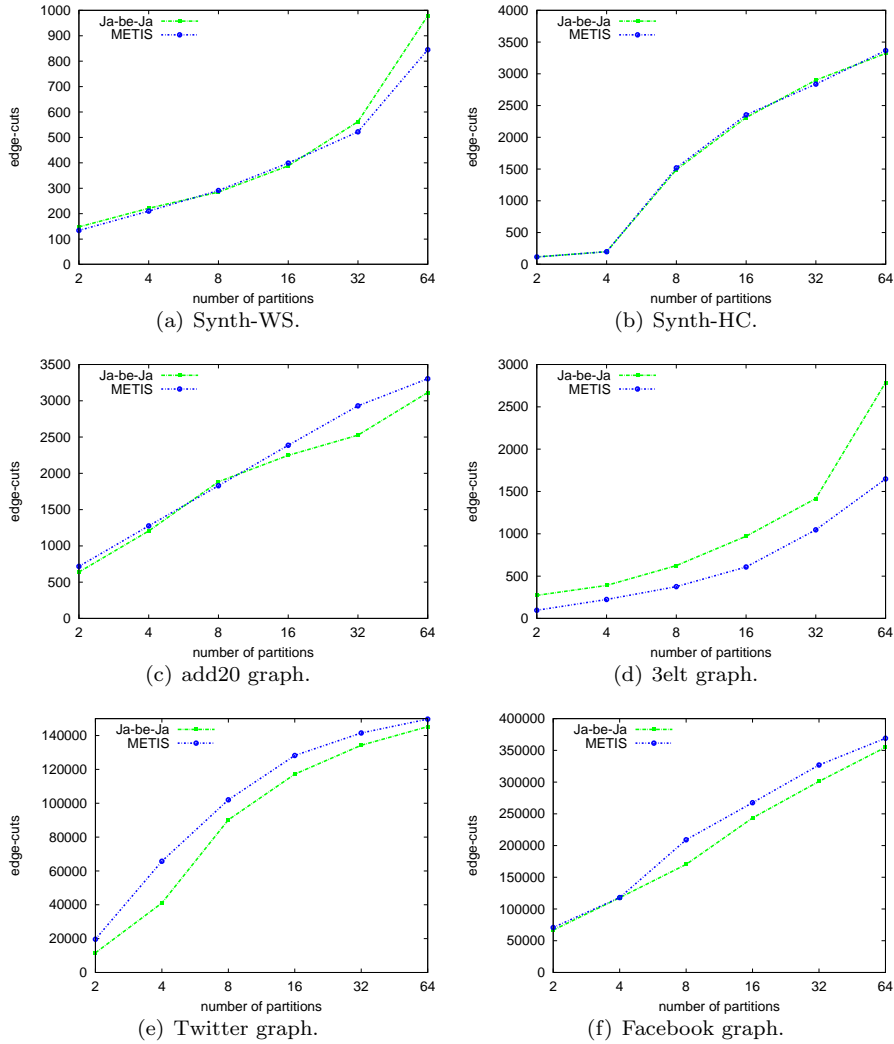 Ja-be-Ja
METIS
1000
900
800
700
600
500
400
300
200
100
0
edge-cuts
2 4 8 16 32 64
number of partitions
(a) Synth-WS.
Ja-be-Ja
METIS
4000
3500
3000
2500
2000
1500
1000
500
0
edge-cuts
2 4 8 16 32 64
number of partitions
(b) Synth-HC.
Ja-be-Ja
METIS
3500
3000
2500
2000
1500
1000
500
0
edge-cuts
2 4 8 16 32 64
number of partitions
(c) add20 graph.
Ja-be-Ja
METIS
3000
2500
2000
1500
1000
500
0
edge-cuts
2 4 8 16 32 64
number of partitions
(d) 3elt graph.
Ja-be-Ja
METIS
140000
120000
100000
80000
60000
40000
20000
0
edge-cuts
2 4 8 16 32 64
number of partitions
(e) Twitter graph.
Ja-be-Ja
METIS
400000
350000
300000
250000
200000
150000
100000
50000
0
edge-cuts
2 4 8 16 32 64
number of partitions
(f) Facebook graph.